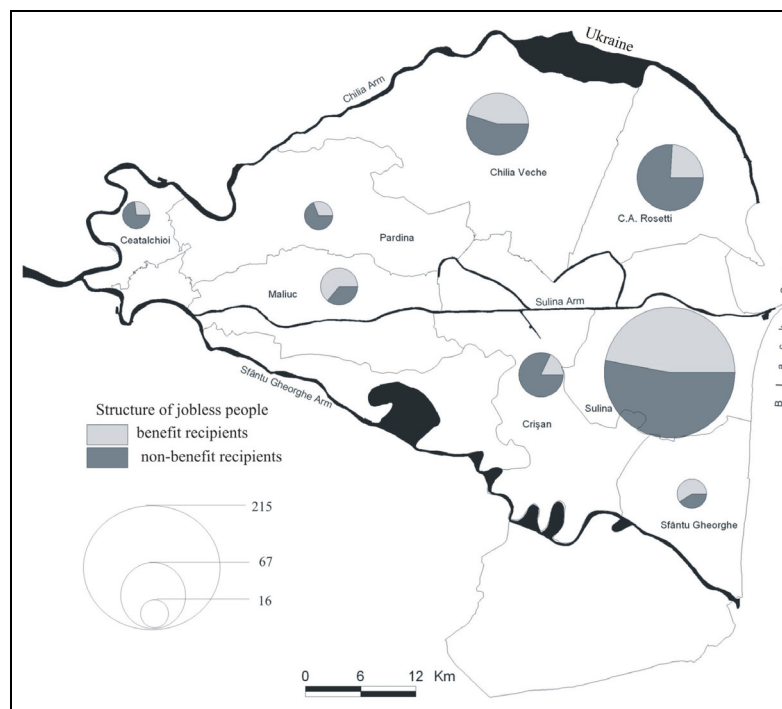 Ukraine
Chilia Arm
Chilia Veche
C.A. Rosetti
Ceatalchioi
Pardina
Maliuc
Sulina Arm
Sfântu Gheorghe Arm
Crişan
Sulina
Sfântu Gheorghe
Structure of jobless people
benefit recipients
non-benefit recipients
215
67
16
0 6 12 Km